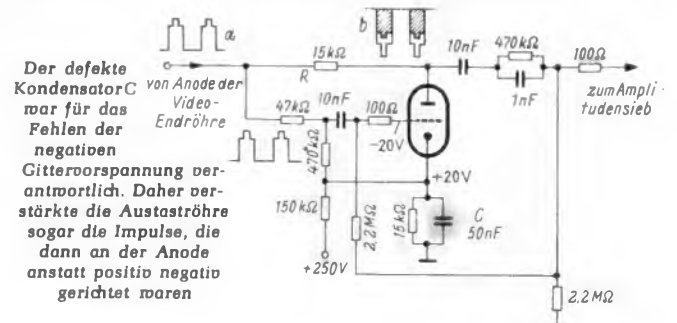 Der defekte
Kondensator C
war für das
Fehlen der
negativen
Gittervorspannung ver-
antwortlich. Daher ver-
stärkte die Austaströhre
sogar die Impulse, die
dann an der Anode
anstatt positiv negativ
gerichtet waren
a
b
von Anode der
Video-
Endröhre
15kΩ
R
10nF
470kΩ
1nF
100Ω
zum Ampli-
tudensieb
47kΩ
10nF
100Ω
-20V
+20V
470kΩ
150kΩ
+250V
2,2MΩ
15kΩ
C
50nF
2,2MΩ